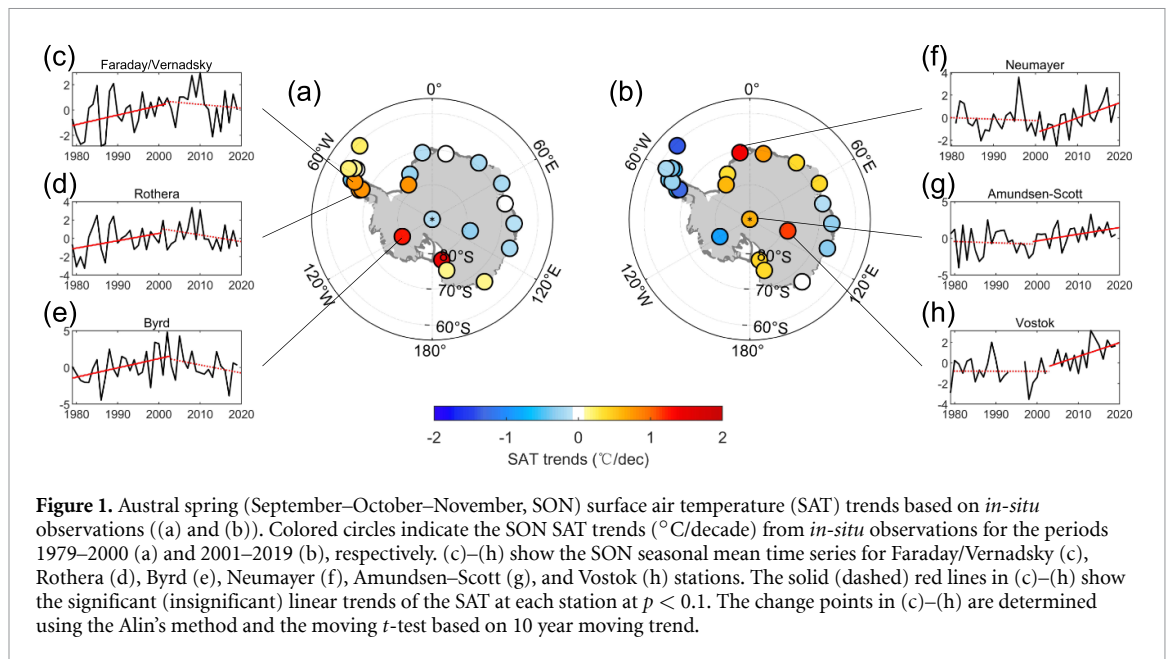 (c)
Faraday/Vernadsky
2
0
-2
1980 1990 2000 2010 2020
(d)
Rothera
4
2
0
-2
-4
1980 1990 2000 2010 2020
(e)
Byrd
5
0
-5
1980 1990 2000 2010 2020
(a)
0°
60°W
60°E
120°W
120°E
180°
80°S
70°S
60°S
(b)
0°
60°W
60°E
120°W
120°E
180°
80°S
70°S
60°S
(f)
Neumayer
4
2
0
-2
1980 1990 2000 2010 2020
(g)
Amundsen-Scott
4
2
0
-2
-4
1980 1990 2000 2010 2020
(h)
Vostok
2
0
-2
-4
1980 1990 2000 2010 2020
-2 -1 0 1 2
SAT trends (℃/dec)
Figure 1. Austral spring (September–October–November, SON) surface air temperature (SAT) trends based on in-situ
observations ((a) and (b)). Colored circles indicate the SON SAT trends (°C/decade) from in-situ observations for the periods
1979–2000 (a) and 2001–2019 (b), respectively. (c)–(h) show the SON seasonal mean time series for Faraday/Vernadsky (c),
Rothera (d), Byrd (e), Neumayer (f), Amundsen–Scott (g), and Vostok (h) stations. The solid (dashed) red lines in (c)–(h) show
the significant (insignificant) linear trends of the SAT at each station at p < 0.1. The change points in (c)–(h) are determined
using the Alin's method and the moving t-test based on 10 year moving trend.